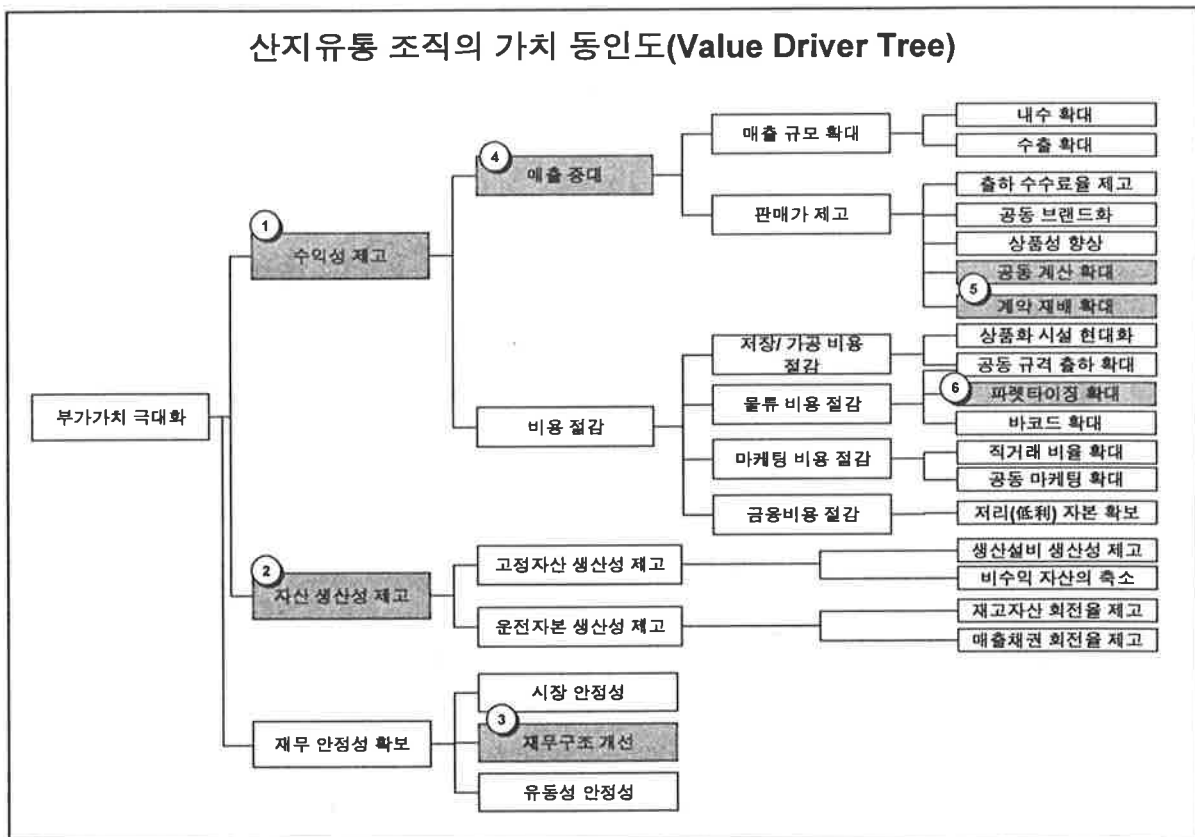 산지유통 조직의 가치 동인도(Value Driver Tree)
내수 확대
매출 규모 확대
수출 확대
4
매출 증대
출하 수수료율 제고
판매가 제고
공동 브랜드화
1
수익성 제고
상품성 향상
공동 계산 확대
5
계약 재배 확대
저장/ 가공 비용
절감
상품화 시설 현대화
공동 규격 출하 확대
6
파렛타이징 확대
물류 비용 절감
부가가치 극대화
비용 절감
바코드 확대
마케팅 비용 절감
직거래 비율 확대
공동 마케팅 확대
금융비용 절감
저리(低利) 자본 확보
2
자산 생산성 제고
고정자산 생산성 제고
생산설비 생산성 제고
비수익 자산의 축소
운전자본 생산성 제고
재고자산 회전율 제고
매출채권 회전율 제고
시장 안정성
3
재무 안정성 확보
재무구조 개선
유동성 안정성